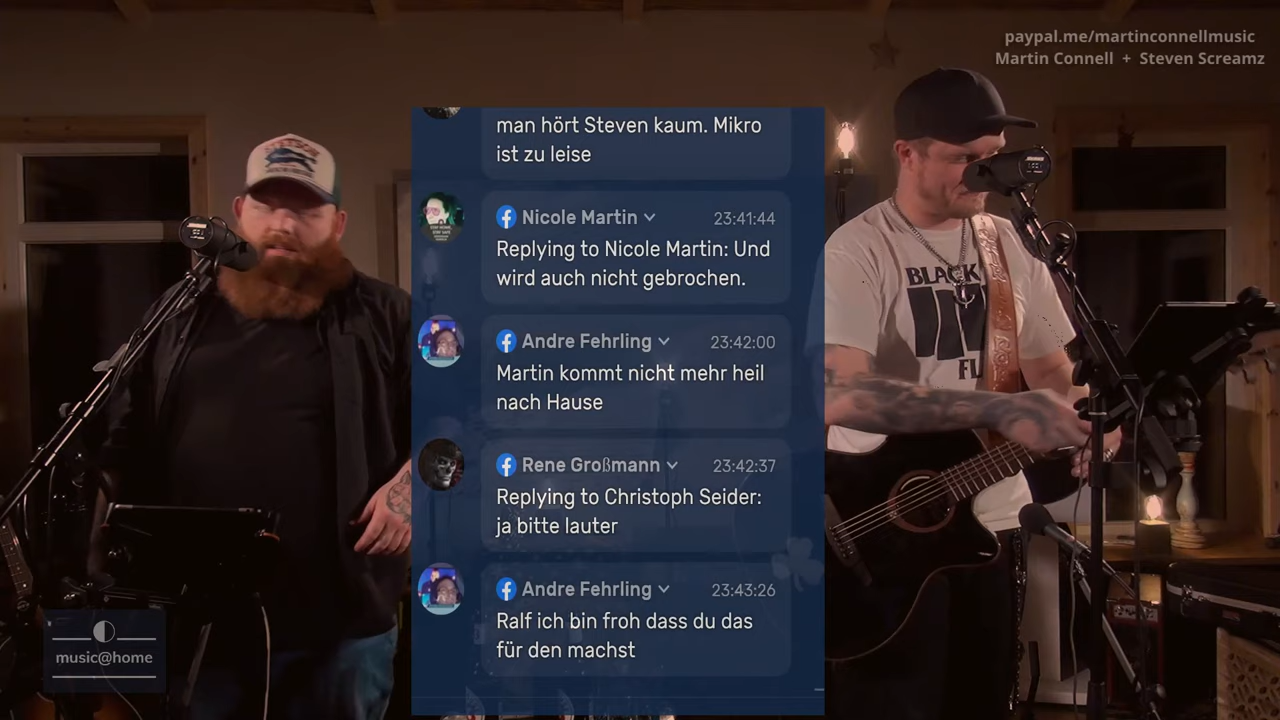 paypal.me/martinconnellmusic
Martin Connell + Steven Screamz
man hört Steven kaum. Mikro
ist zu leise
Nicole Martin 23:41:44
Replying to Nicole Martin: Und
wird auch nicht gebrochen.
Andre Fehrling 23:42:00
Martin kommt nicht mehr heil
nach Hause
Rene Großmann 23:42:37
Replying to Christoph Seider:
ja bitte lauter
Andre Fehrling 23:43:26
Ralf ich bin froh dass du das
für den machst
BLACK
FL
music@home